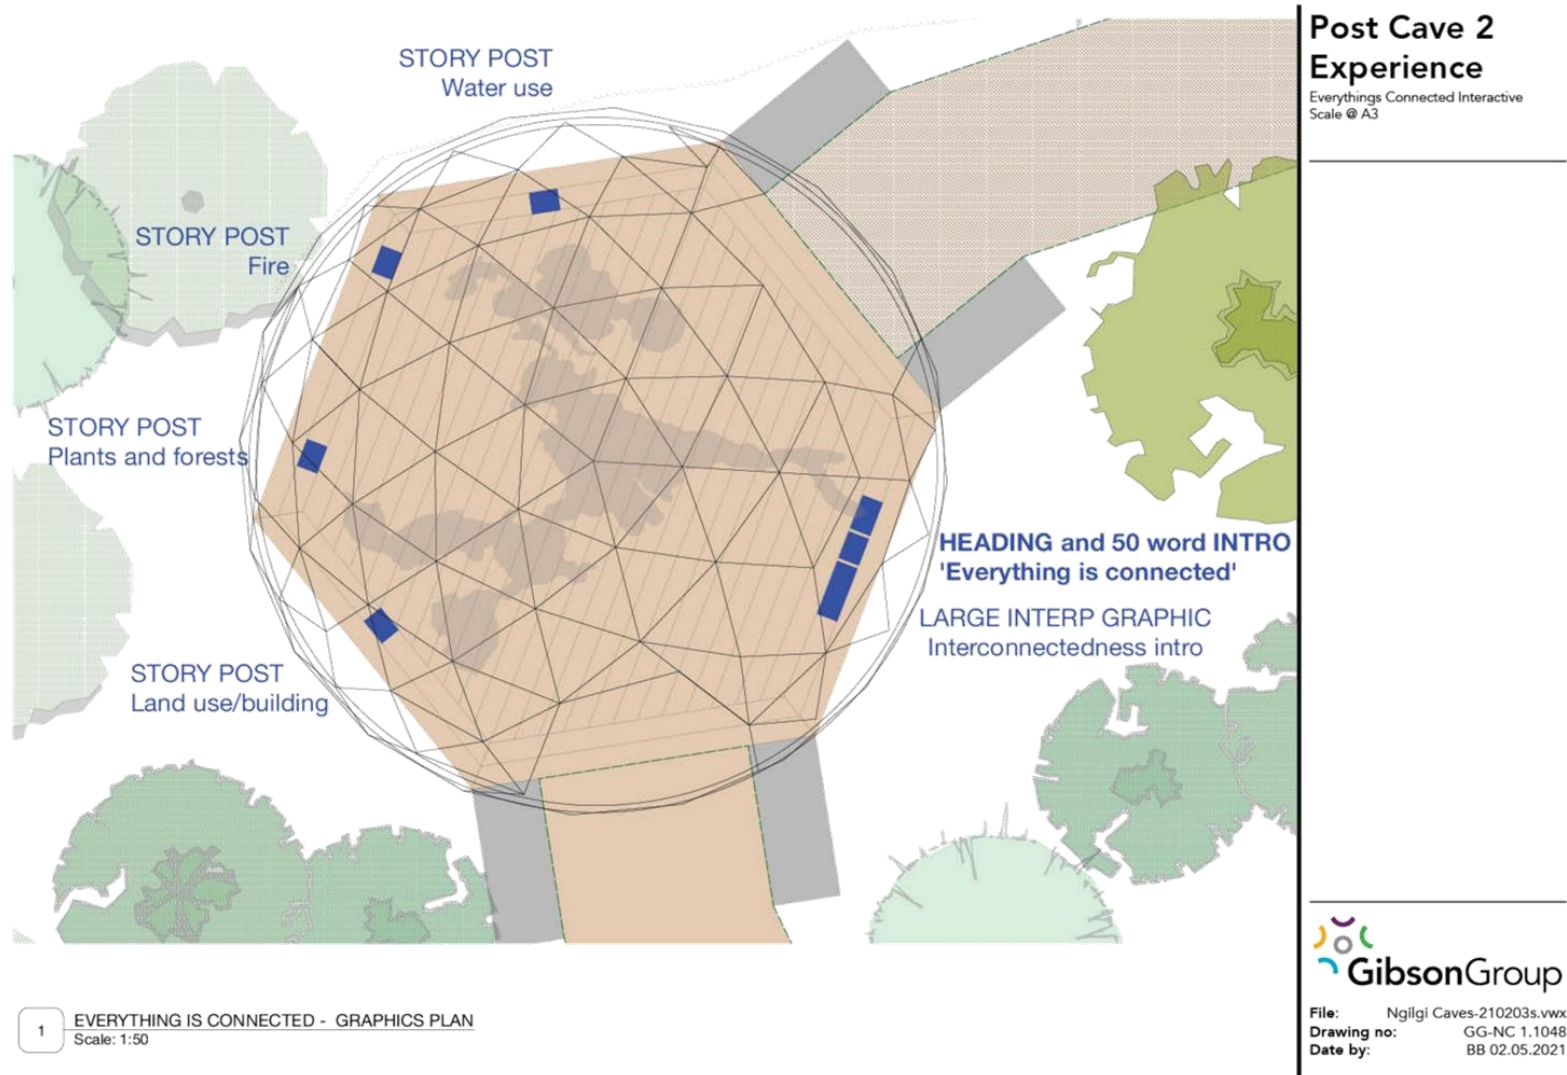 STORY POST
Water use
STORY POST
Fire
STORY POST
Plants and forests
STORY POST
Land use/building
HEADING and 50 word INTRO
'Everything is connected'
LARGE INTERP GRAPHIC
Interconnectedness intro
1
EVERYTHING IS CONNECTED - GRAPHICS PLAN
Scale: 1:50
Post Cave 2
Experience
Everythings Connected Interactive
Scale @ A3
GibsonGroup
File: Ngilgi Caves-210203s.vwx
Drawing no: GG-NC 1.1048
Date by: BB 02.05.2021